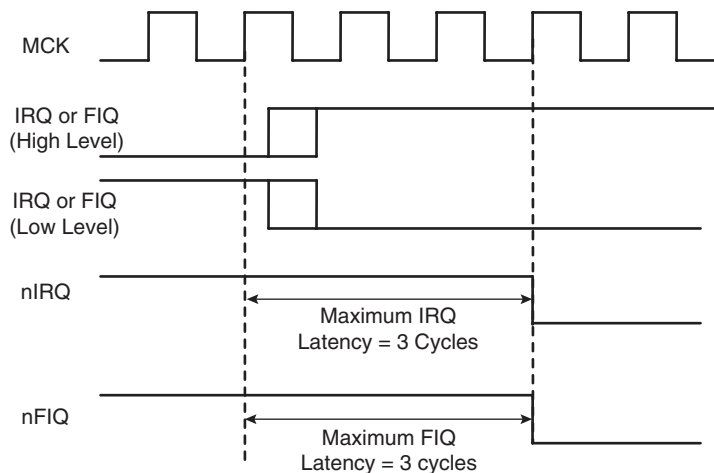 MCK
IRQ or FIQ
(High Level)
IRQ or FIQ
(Low Level)
nIRQ
Maximum IRQ
Latency = 3 Cycles
nFIQ
Maximum FIQ
Latency = 3 cycles